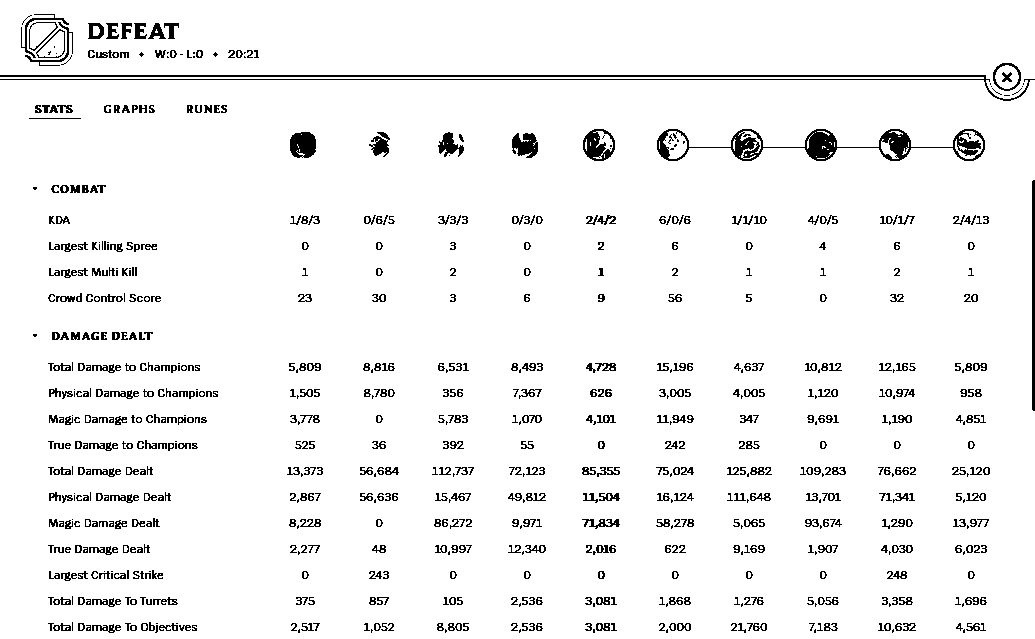 DEFEAT
Custom • W:0 - L:0 • 20:21
STATS GRAPHS RUNES
COMBAT
KDA 1/8/3 0/6/5 3/3/3 0/3/0 2/4/2 6/0/6 1/1/10 4/0/5 10/1/7 2/4/13
Largest Killing Spree 0 0 3 0 2 6 0 4 6 0
Largest Multi Kill 1 0 2 0 1 2 1 1 2 1
Crowd Control Score 23 30 3 6 9 56 5 0 32 20
DAMAGE DEALT
Total Damage to Champions 5,809 8,816 6,531 8,493 4,728 15,196 4,637 10,812 12,165 5,809
Physical Damage to Champions 1,505 8,780 356 7,367 626 3,005 4,005 1,120 10,974 958
Magic Damage to Champions 3,778 0 5,783 1,070 4,101 11,949 347 9,691 1,190 4,851
True Damage to Champions 525 36 392 55 0 242 285 0 0 0
Total Damage Dealt 13,373 56,684 112,737 72,123 85,355 75,024 125,882 109,283 76,662 25,120
Physical Damage Dealt 2,867 56,636 15,467 49,812 11,504 16,124 111,648 13,701 71,341 5,120
Magic Damage Dealt 8,228 0 86,272 9,971 71,834 58,278 5,065 93,674 1,290 13,977
True Damage Dealt 2,277 48 10,997 12,340 2,016 622 9,169 1,907 4,030 6,023
Largest Critical Strike 0 243 0 0 0 0 0 0 248 0
Total Damage To Turrets 375 857 105 2,536 3,081 1,868 1,276 5,056 3,358 1,696
Total Damage To Objectives 2,517 1,052 8,805 2,536 3,081 2,000 21,760 7,183 10,632 4,561